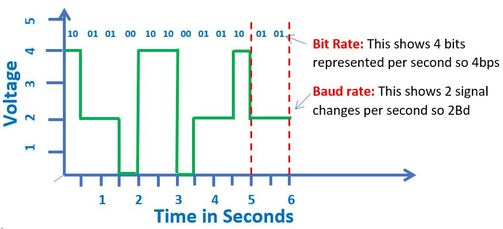 10 01 01 00 10 10 00 01 01 10 01 01
Bit Rate: This shows 4 bits
represented per second so 4bps
Baud rate: This shows 2 signal
changes per second so 2Bd
Voltage
5
4
3
2
1
1 2 3 4 5 6
Time in Seconds